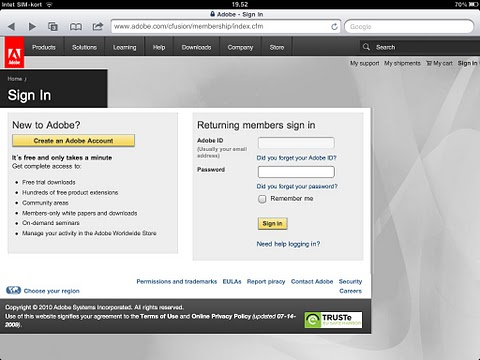 Intet SIM-kort
19.52
70%
Adobe - Sign In
www.adobe.com/cfusion/membership/index.cfm
Google
Adobe
Products
Solutions
Learning
Help
Downloads
Company
Store
Search
My support
My shipments
My cart
Sign In
Home /
Sign In
New to Adobe?
Create an Adobe Account
It's free and only takes a minute
Get complete access to:
Free trial downloads
Hundreds of free product extensions
Community areas
Members-only white papers and downloads
On-demand seminars
Manage your activity in the Adobe Worldwide Store
Returning members sign in
Adobe ID
(Usually your email
address)
Did you forget your Adobe ID?
Password
Did you forget your password?
Remember me
Sign in
Need help logging in?
Choose your region
Permissions and trademarks
EULAs
Report piracy
Contact Adobe
Security
Careers
Copyright © 2010 Adobe Systems Incorporated. All rights reserved.
Use of this website signifies your agreement to the Terms of Use and Online Privacy Policy (updated 07-14-
2009).
TRUSTe
EU SAFE HARBOR